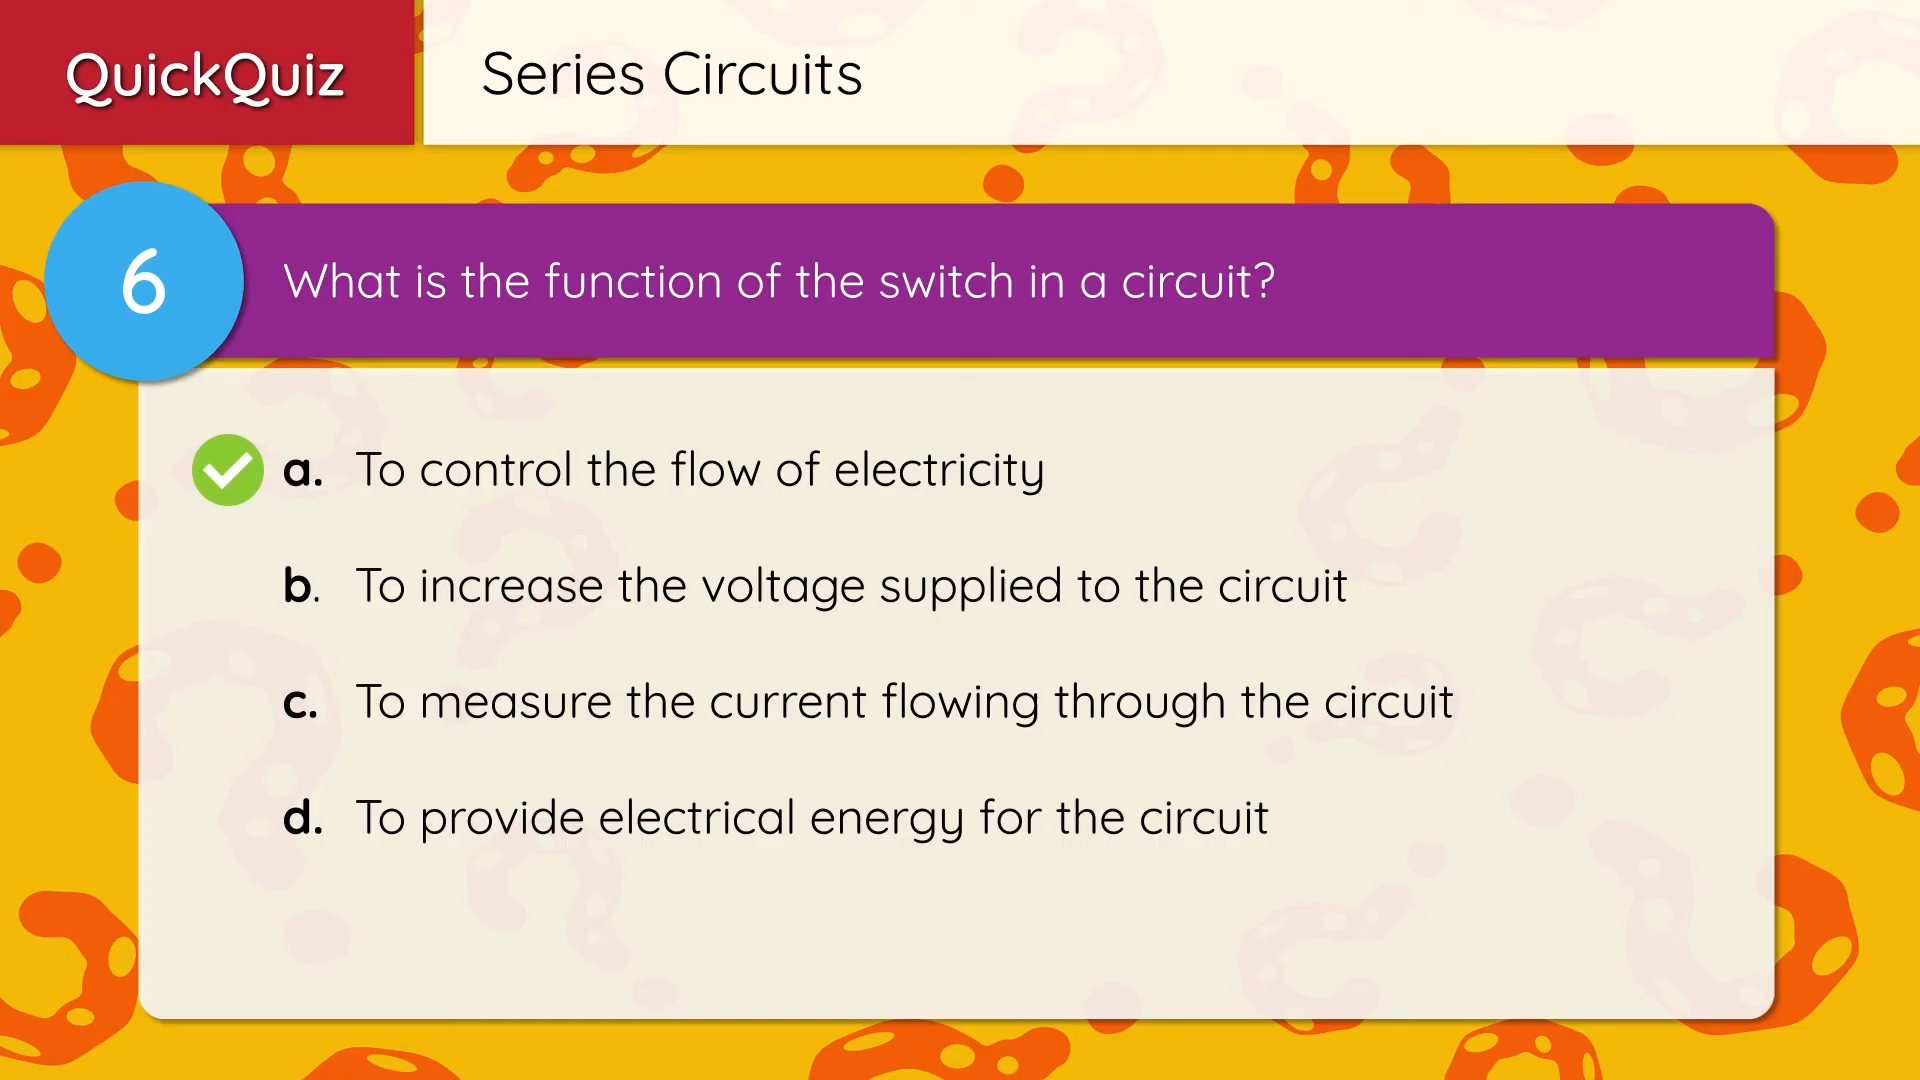 QuickQuiz
Series Circuits
6
What is the function of the switch in a circuit?
a. To control the flow of electricity
b. To increase the voltage supplied to the circuit
c. To measure the current flowing through the circuit
d. To provide electrical energy for the circuit